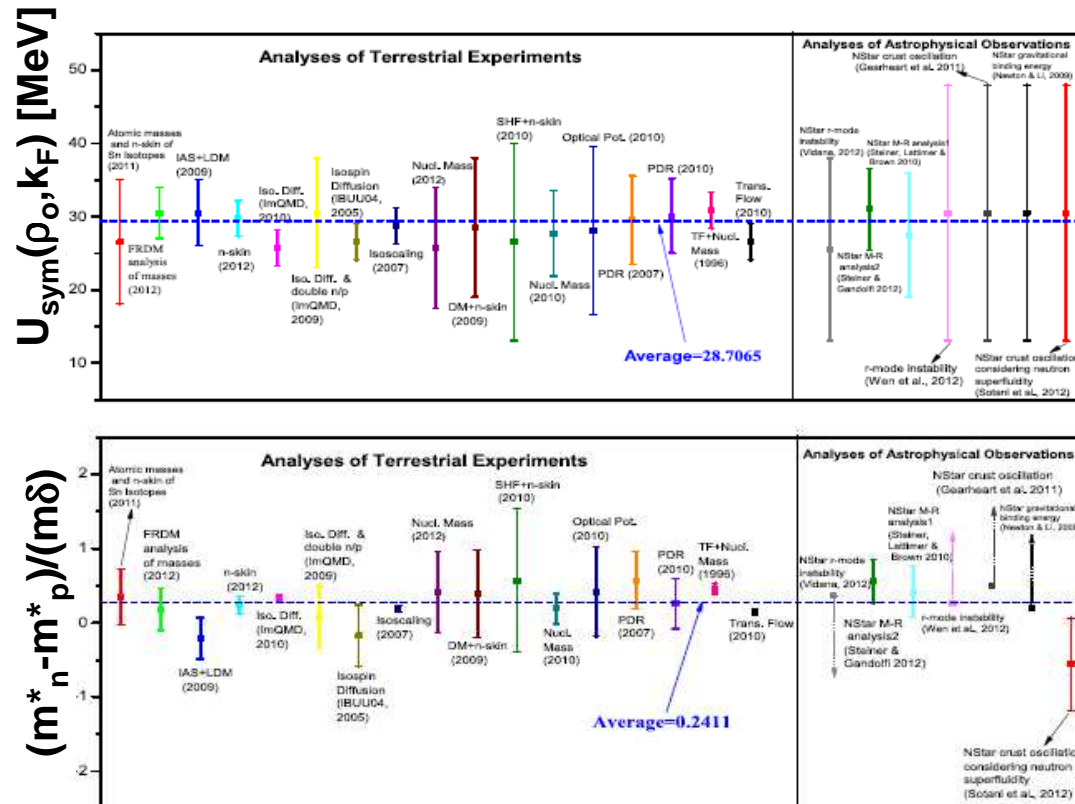 U_sym(ρ_o,k_F) [MeV]
50
40
30
20
10
Analyses of Terrestrial Experiments
Atomic masses
and n-skin of
Sn Isotopes
(2011)
FRDM
analysis
of masses
(2012)
IAS+LDM
(2009)
n-skin
(2012)
Iso. Diff.
(ImQMD,
2010)
Iso. Diff. &
double n/p
(ImQMD,
2009)
Isospin
Diffusion
(IBUU04,
2005)
Isoscaling
(2007)
Nucl. Mass
(2012)
DM+n-skin
(2009)
SHF+n-skin
(2010)
Nucl. Mass
(2010)
Optical Pot. (2010)
PDR (2007)
PDR (2010)
TF+Nucl.
Mass
(1996)
Trans.
Flow
(2010)
Average=28.7065
Analyses of Astrophysical Observations
NStar crust oscillation
(Gearheart et al. 2011)
NStar gravitational
binding energy
(Newton & Li, 2009)
NStar r-mode
instability
(Vidana, 2012)
NStar M-R analysis1
(Steiner, Lattimer &
Brown 2010)
NStar M-R
analysis2
(Steiner &
Gandolfi 2012)
r-mode instability
(Wen et al., 2012)
NStar crust oscillation
considering neutron
superfluidity
(Sotani et al., 2012)
(m*_n-m*_p)/(mδ)
2
1
0
-1
-2
Analyses of Terrestrial Experiments
Atomic masses
and n-skin of
Sn Isotopes
(2011)
FRDM
analysis
of masses
(2012)
IAS+LDM
(2009)
n-skin
(2012)
Iso. Diff.
(ImQMD,
2010)
Iso. Diff. &
double n/p
(ImQMD,
2009)
Isospin
Diffusion
(IBUU04,
2005)
Isoscaling
(2007)
Nucl. Mass
(2012)
DM+n-skin
(2009)
SHF+n-skin
(2010)
Nucl.
Mass
(2010)
Optical Pot.
(2010)
PDR
(2007)
PDR
(2010)
TF+Nucl.
Mass
(1996)
Trans. Flow
(2010)
Average=0.2411
Analyses of Astrophysical Observations
NStar crust oscillation
(Gearheart et al. 2011)
NStar gravitational
binding energy
(Newton & Li, 2009)
NStar M-R
analysis1
(Steiner,
Lattimer &
Brown 2010)
NStar r-mode
instability
(Vidana, 2012)
NStar M-R
analysis2
(Steiner &
Gandolfi 2012)
r-mode instability
(Wen et al., 2012)
NStar crust oscillation
considering neutron
superfluidity
(Sotani et al., 2012)